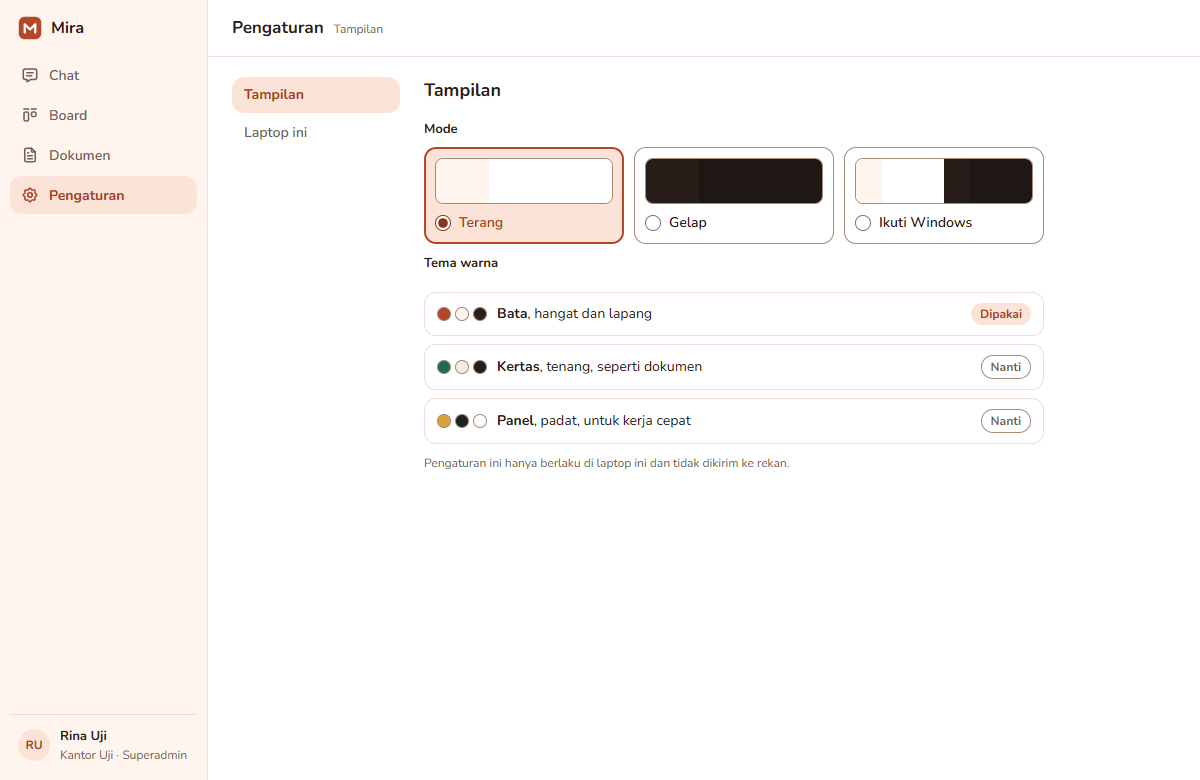 Mira
Chat
Board
Dokumen
Pengaturan
Rina Uji
RU
Kantor Uji · Superadmin
Pengaturan Tampilan
Tampilan
Laptop ini
Tampilan
Mode
Terang
Gelap
Ikuti Windows
Tema warna
Bata, hangat dan lapang
Dipakai
Kertas, tenang, seperti dokumen
Nanti
Panel, padat, untuk kerja cepat
Nanti
Pengaturan ini hanya berlaku di laptop ini dan tidak dikirim ke rekan.